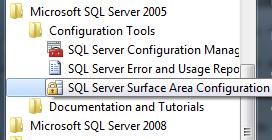 Microsoft SQL Server 2005
Configuration Tools
SQL Server Configuration Manag
SQL Server Error and Usage Repo
SQL Server Surface Area Configuration
Documentation and Tutorials
Microsoft SQL Server 2008